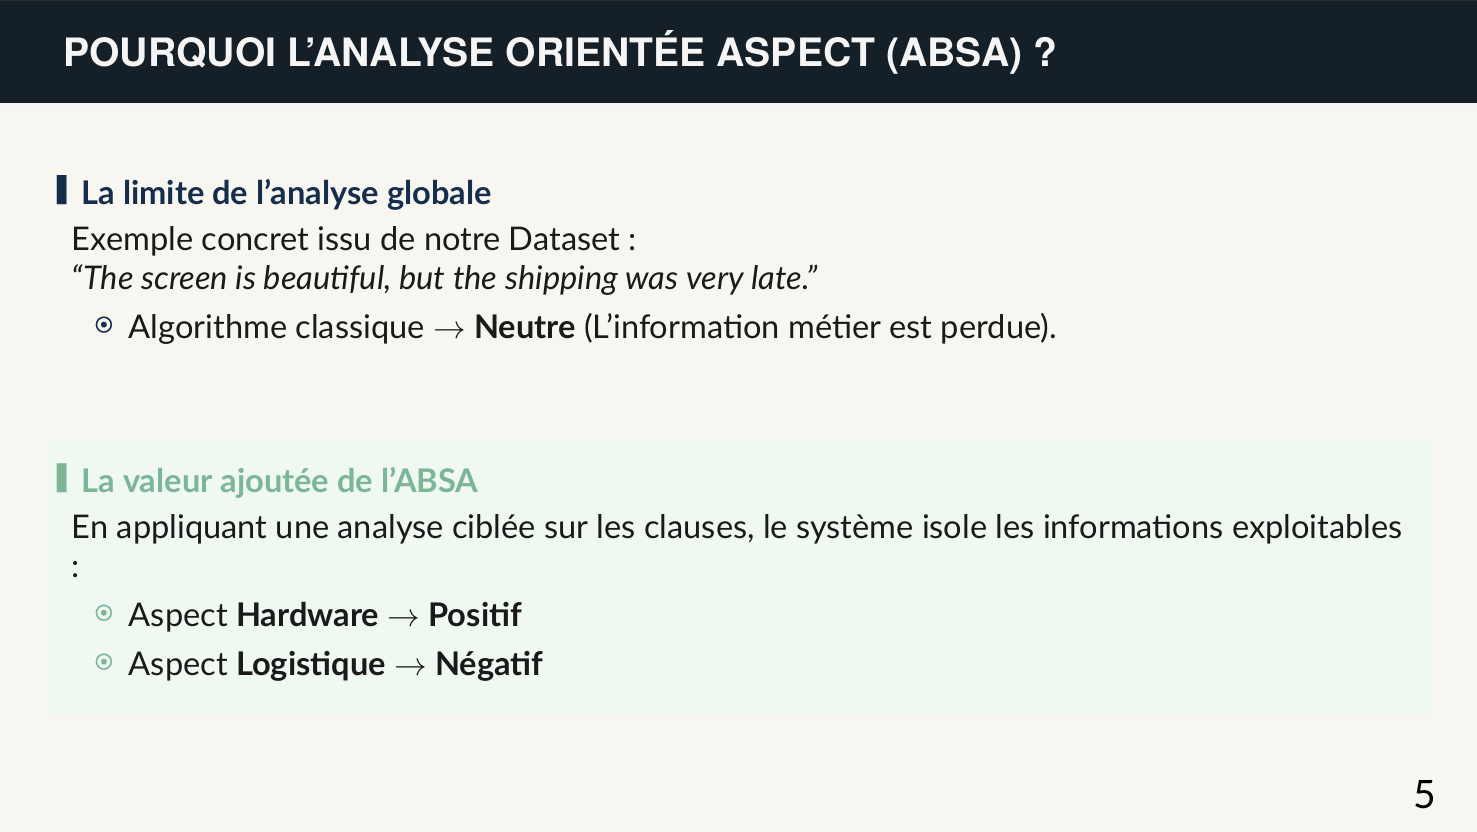 POURQUOI L’ANALYSE ORIENTÉE ASPECT (ABSA) ?
La limite de l’analyse globale
Exemple concret issu de notre Dataset :
“The screen is beautiful, but the shipping was very late.”
Algorithme classique → Neutre (L’information métier est perdue).
La valeur ajoutée de l’ABSA
En appliquant une analyse ciblée sur les clauses, le système isole les informations exploitables
:
Aspect Hardware → Positif
Aspect Logistique → Négatif
5